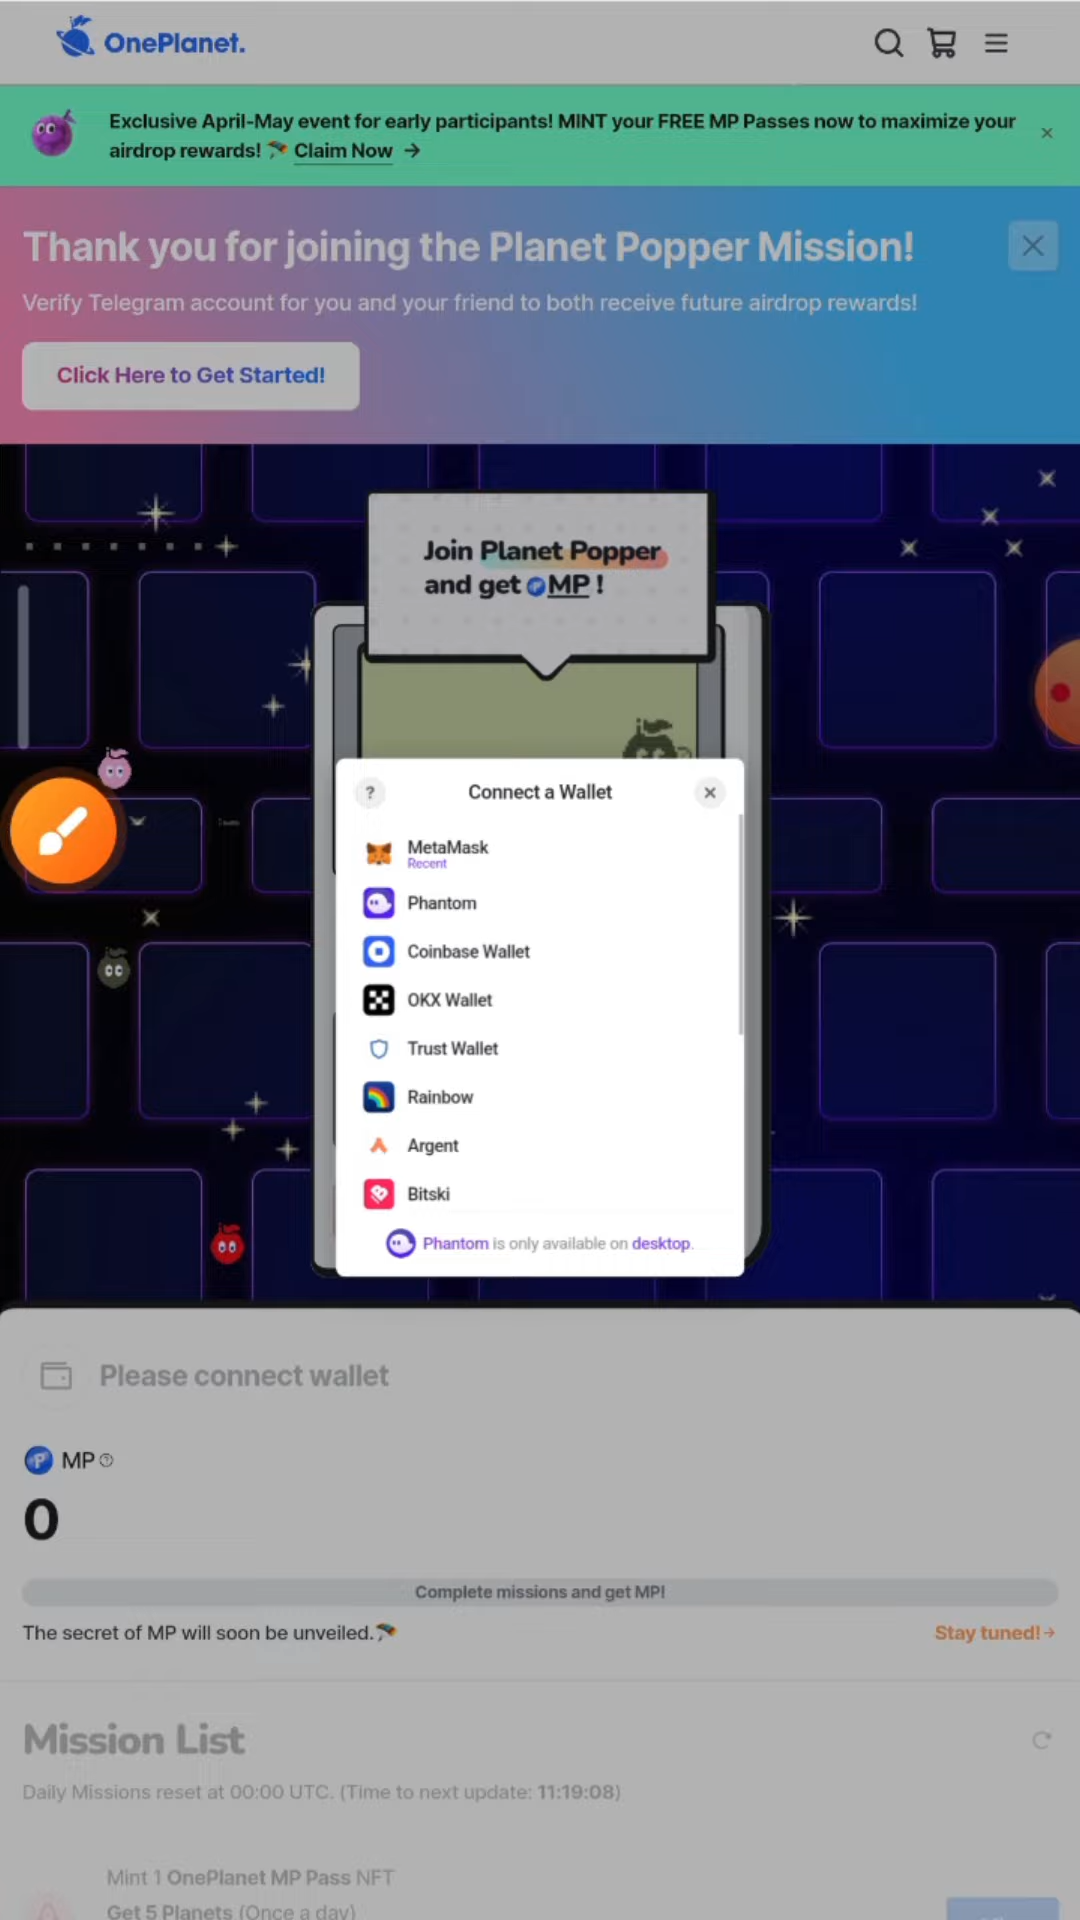 OnePlanet.
Exclusive April-May event for early participants! MINT your FREE MP Passes now to maximize your
airdrop rewards! 🪂 Claim Now →
Thank you for joining the Planet Popper Mission!
Verify Telegram account for you and your friend to both receive future airdrop rewards!
Click Here to Get Started!
Join Planet Popper
and get MP !
Connect a Wallet
MetaMask
Recent
Phantom
Coinbase Wallet
OKX Wallet
Trust Wallet
Rainbow
Argent
Bitski
Phantom is only available on desktop.
Please connect wallet
MP
0
Complete missions and get MP!
The secret of MP will soon be unveiled.🪂
Stay tuned!→
Mission List
Daily Missions reset at 00:00 UTC. (Time to next update: 11:19:08)
Mint 1 OnePlanet MP Pass NFT
Get 5 Planets (Once a day)